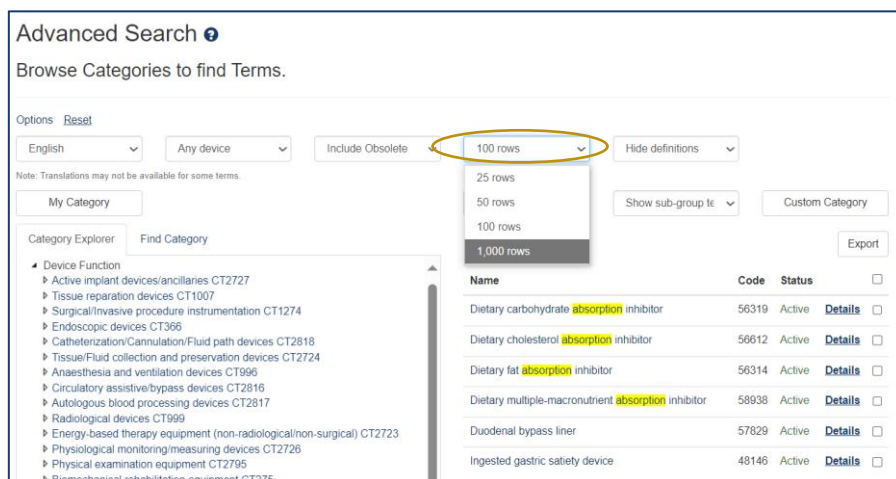 Advanced Search ?
Browse Categories to find Terms.
Options Reset
English Any device Include Obsolete 100 rows Hide definitions
Note: Translations may not be available for some terms.
25 rows
50 rows
100 rows
1,000 rows
My Category Show sub-group te Custom Category
Category Explorer Find Category
Export
Device Function
Active implant devices/ancillaries CT2727
Tissue reparation devices CT1007
Surgical/Invasive procedure instrumentation CT1274
Endoscopic devices CT366
Catheterization/Cannulation/Fluid path devices CT2818
Tissue/Fluid collection and preservation devices CT2724
Anaesthesia and ventilation devices CT996
Circulatory assistive/bypass devices CT2816
Autologous blood processing devices CT2817
Radiological devices CT999
Energy-based therapy equipment (non-radiological/non-surgical) CT2723
Physiological monitoring/measuring devices CT2726
Physical examination equipment CT2795
Biomechanical rehabilitation equipment CT275
Name Code Status
Dietary carbohydrate absorption inhibitor 56319 Active Details
Dietary cholesterol absorption inhibitor 56612 Active Details
Dietary fat absorption inhibitor 56314 Active Details
Dietary multiple-macronutrient absorption inhibitor 58938 Active Details
Duodenal bypass liner 57829 Active Details
Ingested gastric satiety device 48146 Active Details